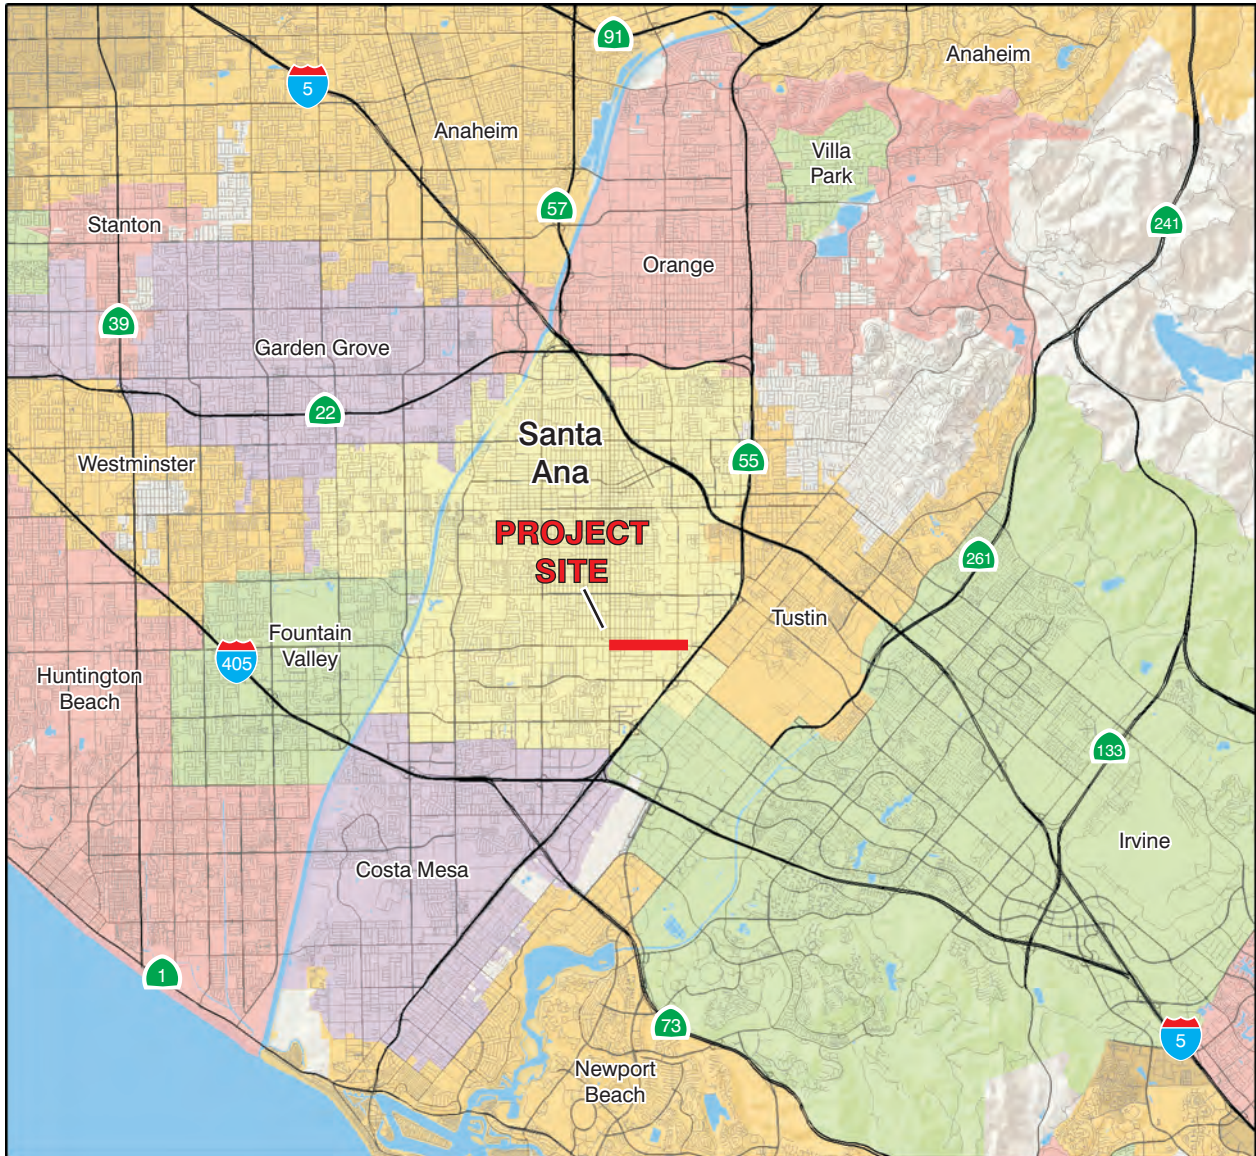 91
Anaheim
5
Anaheim
Villa
Park
57
Stanton
241
Orange
39
Garden Grove
22
Santa
Ana
Westminster
55
PROJECT
SITE
261
Tustin
Fountain
Valley
405
Huntington
Beach
133
Irvine
Costa Mesa
1
73
5
Newport
Beach